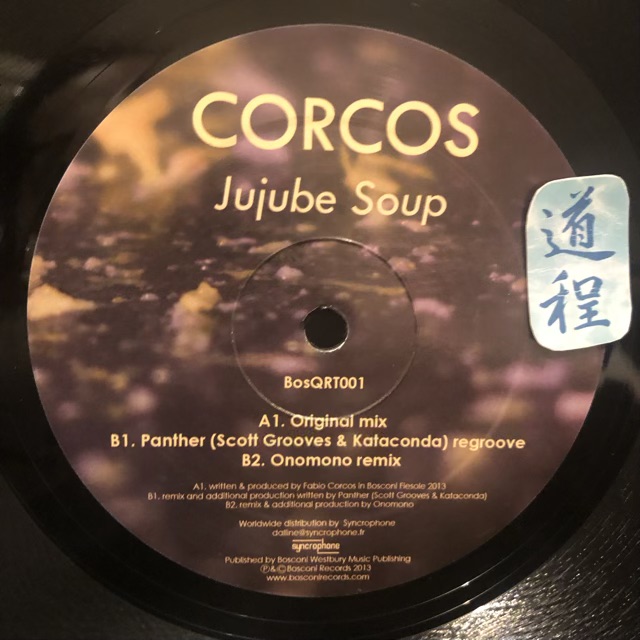 CORCOS
Jujube Soup
道程
BosQRT001
A1. Original mix
B1. Panther (Scott Grooves & Kataconda) regroove
B2. Onomono remix
A1. written & produced by Fabio Corcos in Bosconi Fiesole 2013
B1. remix and additional production written by Panther (Scott Grooves & Kataconda)
B2. remix & additional production by Onomono
Worldwide distribution by Syncrophone
daline@syncrophone.fr
syncrophone
Published by Bosconi Westbury Music Publishing
℗&©Bosconi Records 2013
www.bosconirecords.com